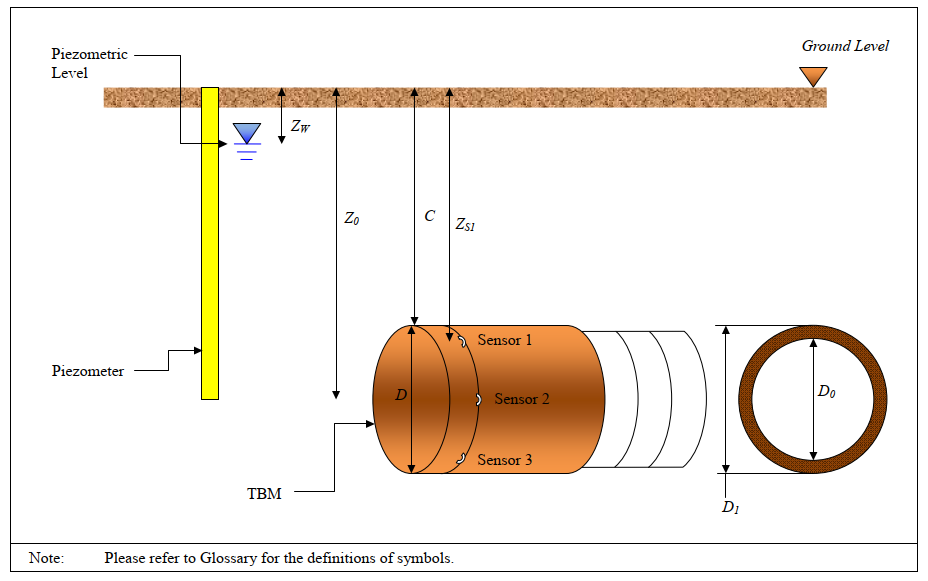 Ground Level
Piezometric
Level
Z_W
Z_0
C
Z_S1
Sensor 1
Piezometer
D
Sensor 2
D_0
Sensor 3
TBM
D_1
Note: Please refer to Glossary for the definitions of symbols.